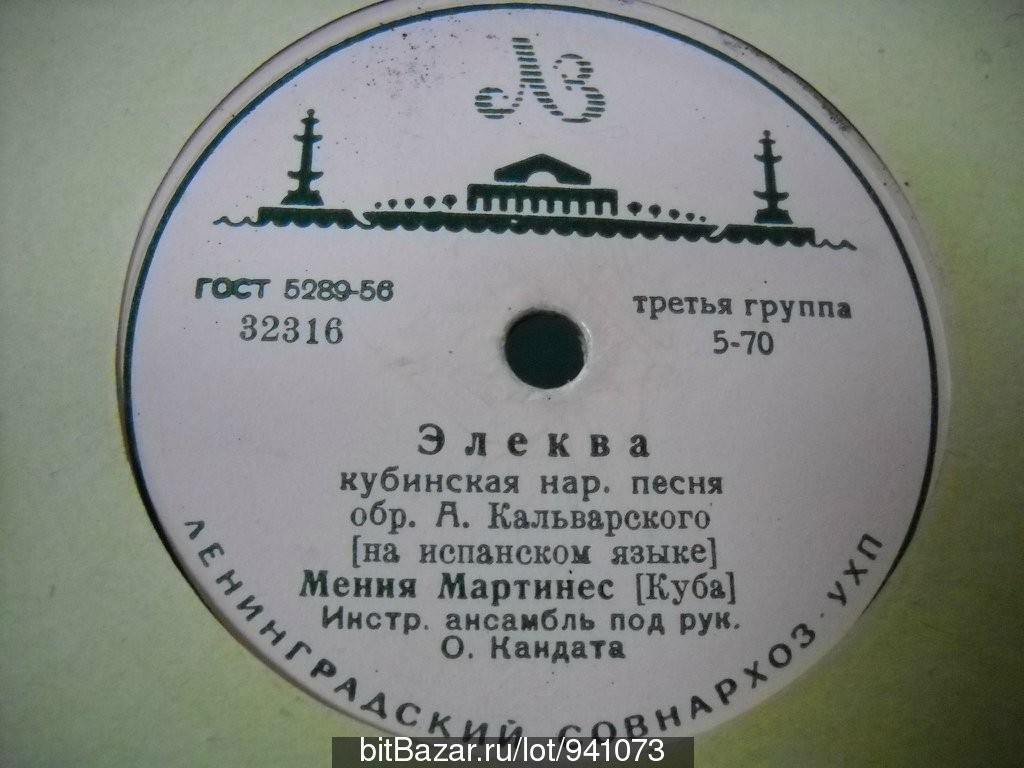 ЛЗ
ГОСТ 5289-56
32316
третья группа
5-70
Элеква
кубинская нар. песня
обр. А. Кальварского
[на испанском языке]
Мения Мартинес [Куба]
Инстр. ансамбль под рук.
О. Кандата
ЛЕНИНГРАДСКИЙ СОВНАРХОЗ · УХП
bitBazar.ru/lot/941073